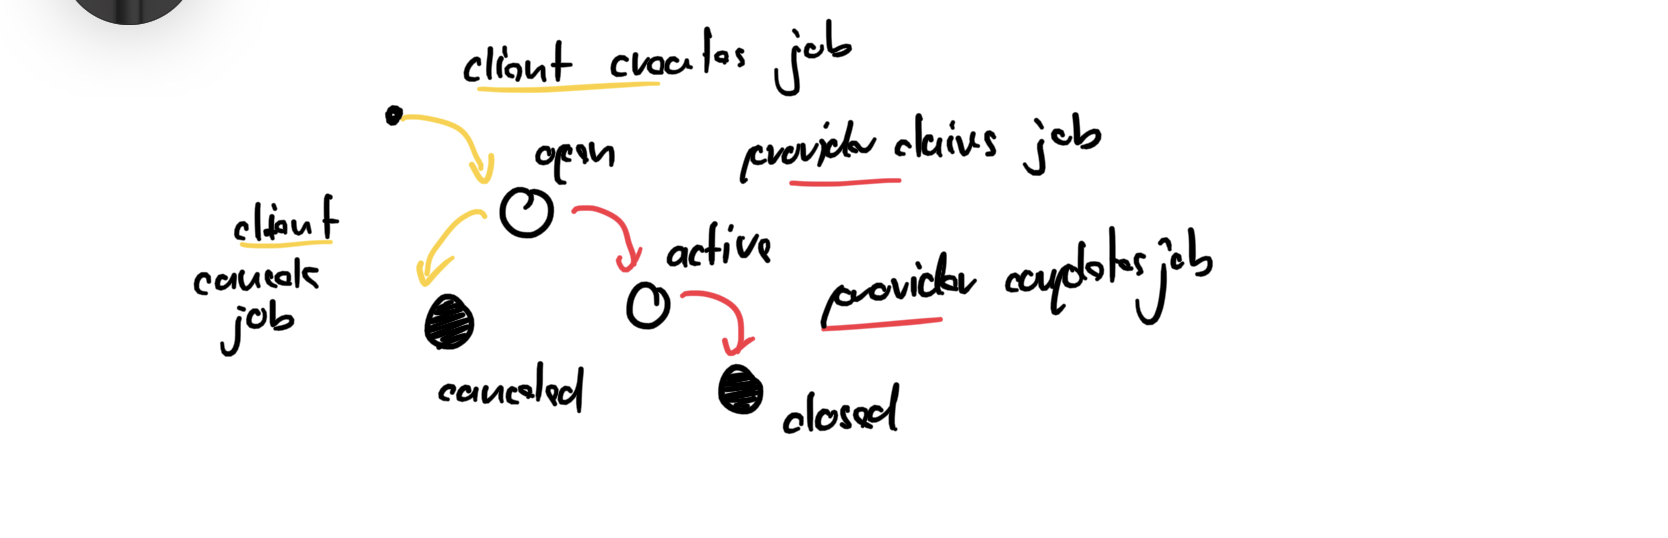 client creates job
open
provider claims job
client
cancels
job
active
provider completes job
canceled
closed